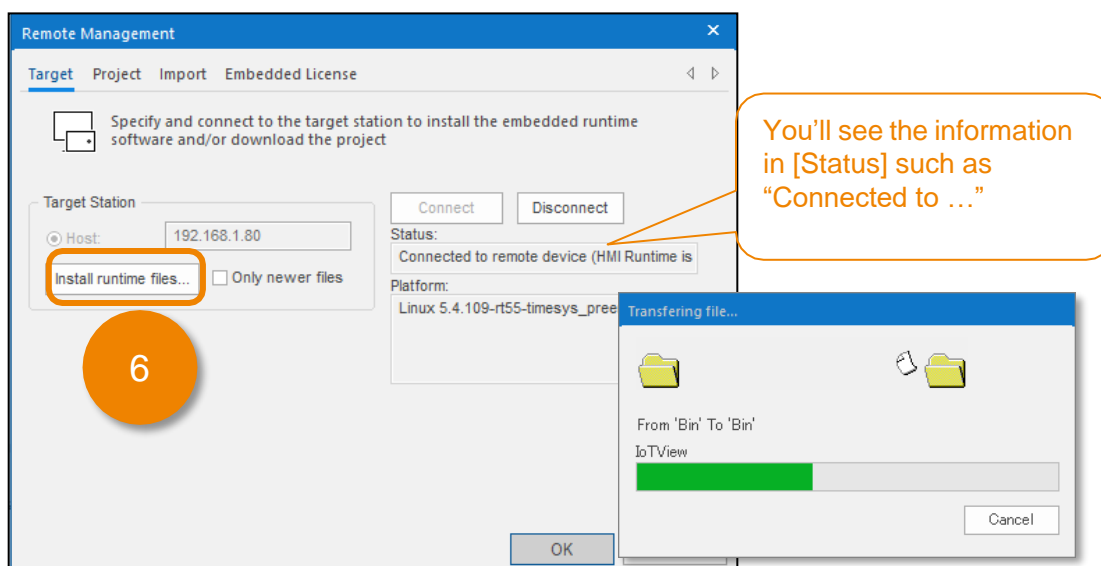 Remote Management
Target Project Import Embedded License
Specify and connect to the target station to install the embedded runtime
software and/or download the project
You’ll see the information
in [Status] such as
“Connected to …”
Target Station
Host:
192.168.1.80
Install runtime files...
Only newer files
Connect
Disconnect
Status:
Connected to remote device (HMI Runtime is
Platform:
Linux 5.4.109-rt55-timesys_pree
6
Transfering file...
From 'Bin' To 'Bin'
IoTView
Cancel
OK